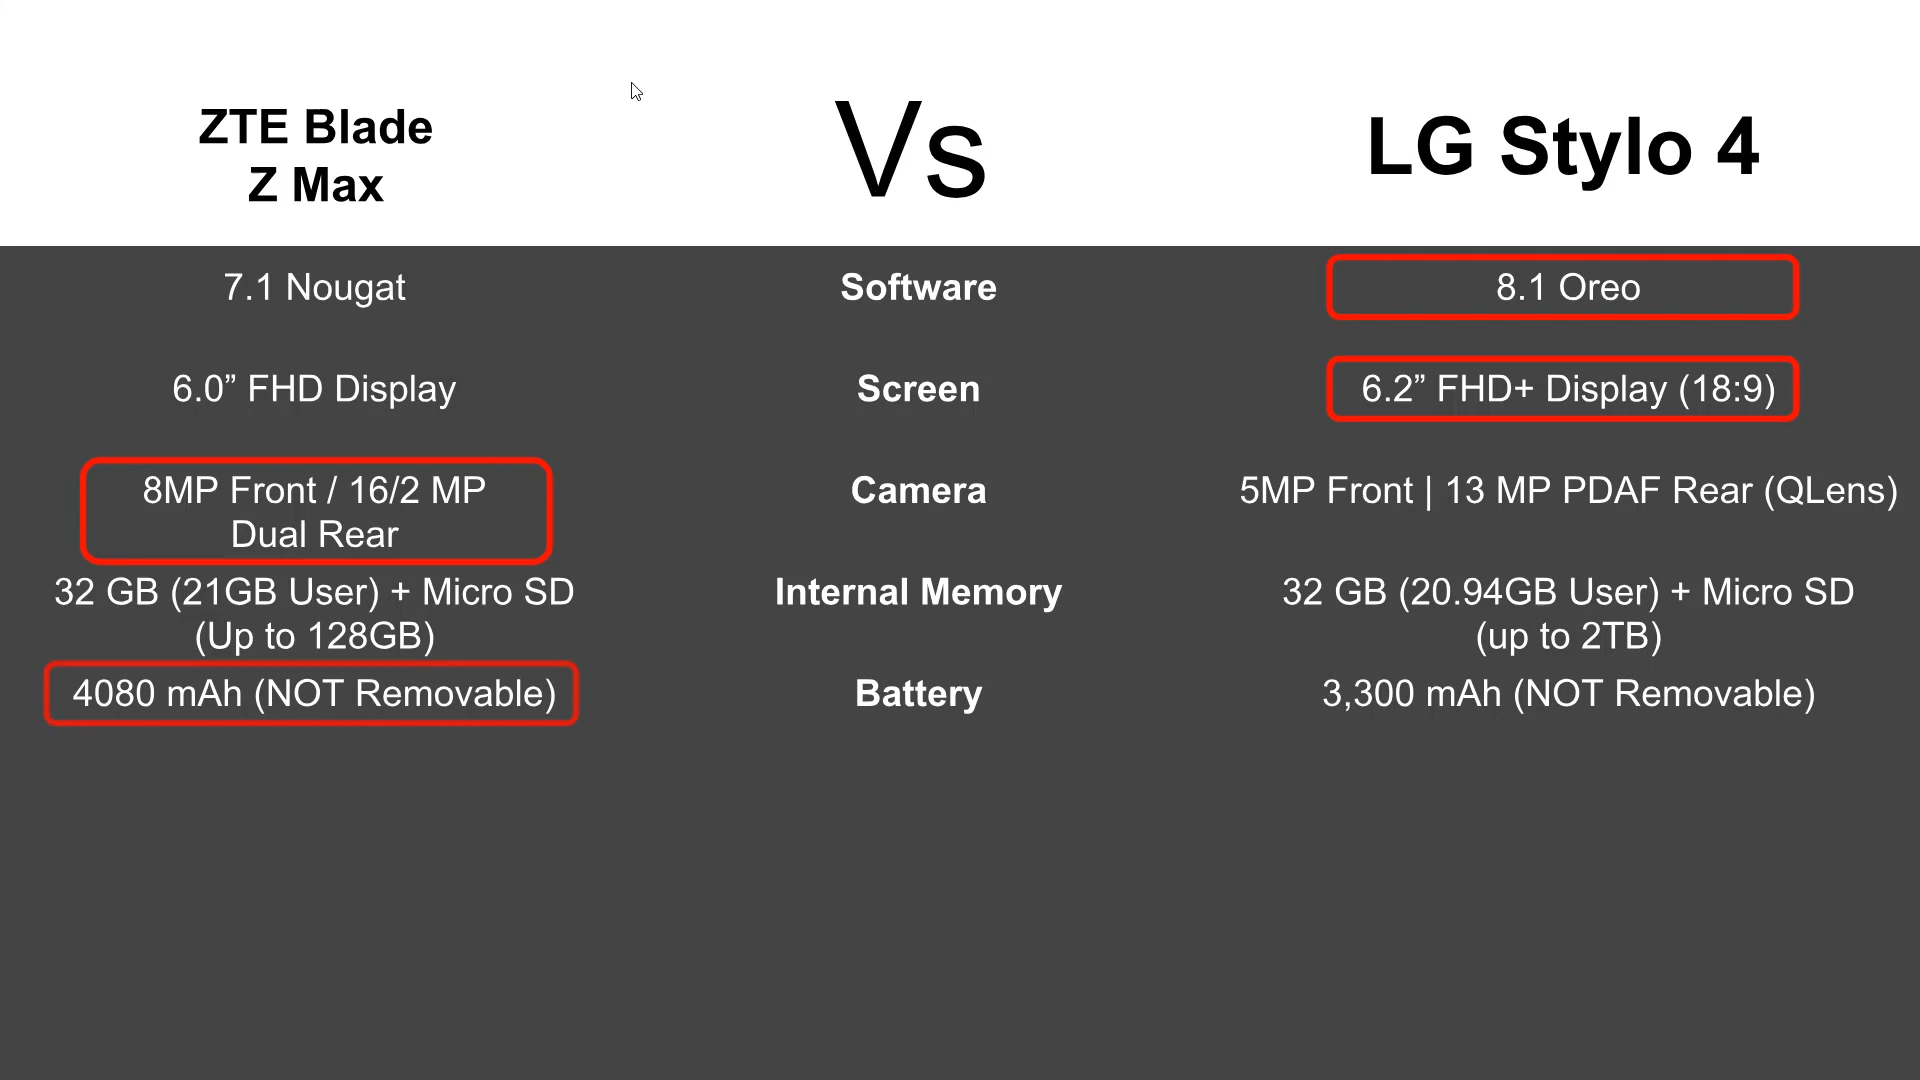 ZTE Blade
Z Max
Vs
LG Stylo 4
7.1 Nougat
Software
8.1 Oreo
6.0” FHD Display
Screen
6.2” FHD+ Display (18:9)
8MP Front / 16/2 MP
Dual Rear
Camera
5MP Front | 13 MP PDAF Rear (QLens)
32 GB (21GB User) + Micro SD
(Up to 128GB)
Internal Memory
32 GB (20.94GB User) + Micro SD
(up to 2TB)
4080 mAh (NOT Removable)
Battery
3,300 mAh (NOT Removable)